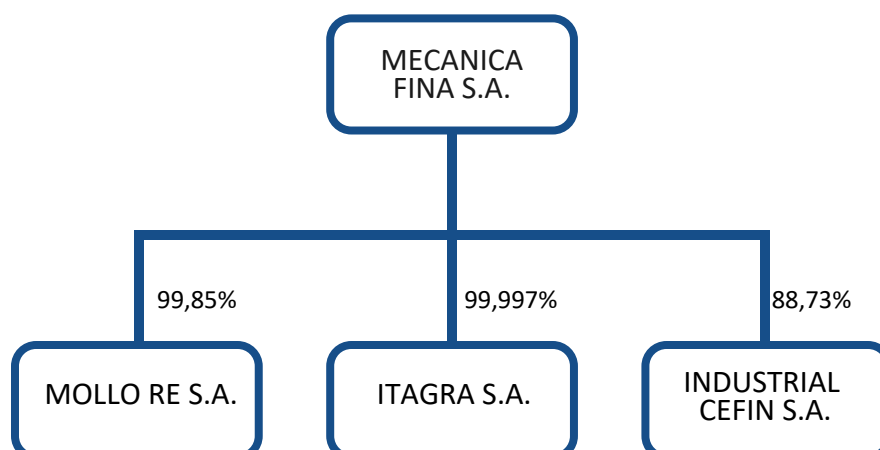 MECANICA
FINA S.A.
99,85%
99,997%
88,73%
MOLLO RE S.A.
ITAGRA S.A.
INDUSTRIAL
CEFIN S.A.